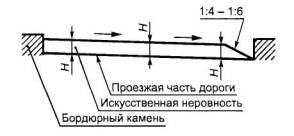 1:4 – 1:6
H
H
H
Проезжая часть дороги
Искусственная неровность
Бордюрный камень